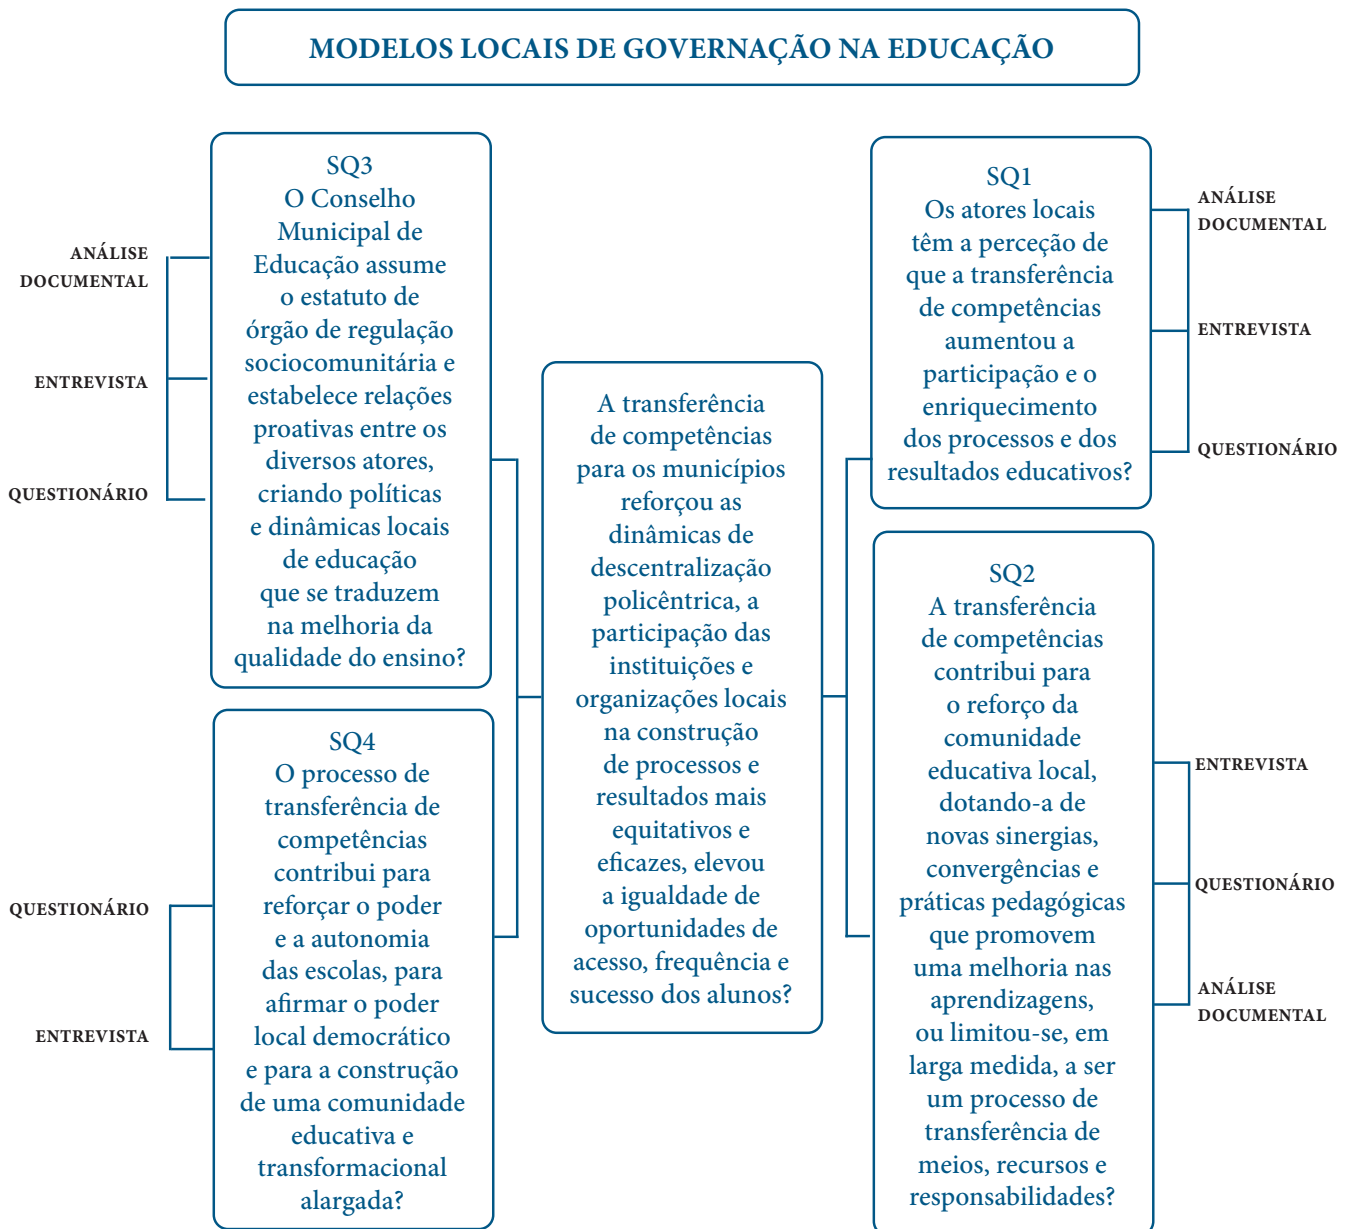 MODELOS LOCAIS DE GOVERNAÇÃO NA EDUCAÇÃO
SQ3
O Conselho
Municipal de
Educação assume
o estatuto de
órgão de regulação
sociocomunitária e
estabelece relações
proativas entre os
diversos atores,
criando políticas
e dinâmicas locais
de educação
que se traduzem
na melhoria da
qualidade do ensino?
ANÁLISE
DOCUMENTAL
ENTREVISTA
QUESTIONÁRIO
SQ4
O processo de
transferência de
competências
contribui para
reforçar o poder
e a autonomia
das escolas, para
afirmar o poder
local democrático
e para a construção
de uma comunidade
educativa e
transformacional
alargada?
QUESTIONÁRIO
ENTREVISTA
A transferência
de competências
para os municípios
reforçou as
dinâmicas de
descentralização
policêntrica, a
participação das
instituições e
organizações locais
na construção
de processos e
resultados mais
equitativos e
eficazes, elevou
a igualdade de
oportunidades de
acesso, frequência e
sucesso dos alunos?
SQ1
Os atores locais
têm a perceção de
que a transferência
de competências
aumentou a
participação e o
enriquecimento
dos processos e dos
resultados educativos?
ANÁLISE
DOCUMENTAL
ENTREVISTA
QUESTIONÁRIO
SQ2
A transferência
de competências
contribui para
o reforço da
comunidade
educativa local,
dotando-a de
novas sinergias,
convergências e
práticas pedagógicas
que promovem
uma melhoria nas
aprendizagens,
ou limitou-se, em
larga medida, a ser
um processo de
transferência de
meios, recursos e
responsabilidades?
ENTREVISTA
QUESTIONÁRIO
ANÁLISE
DOCUMENTAL